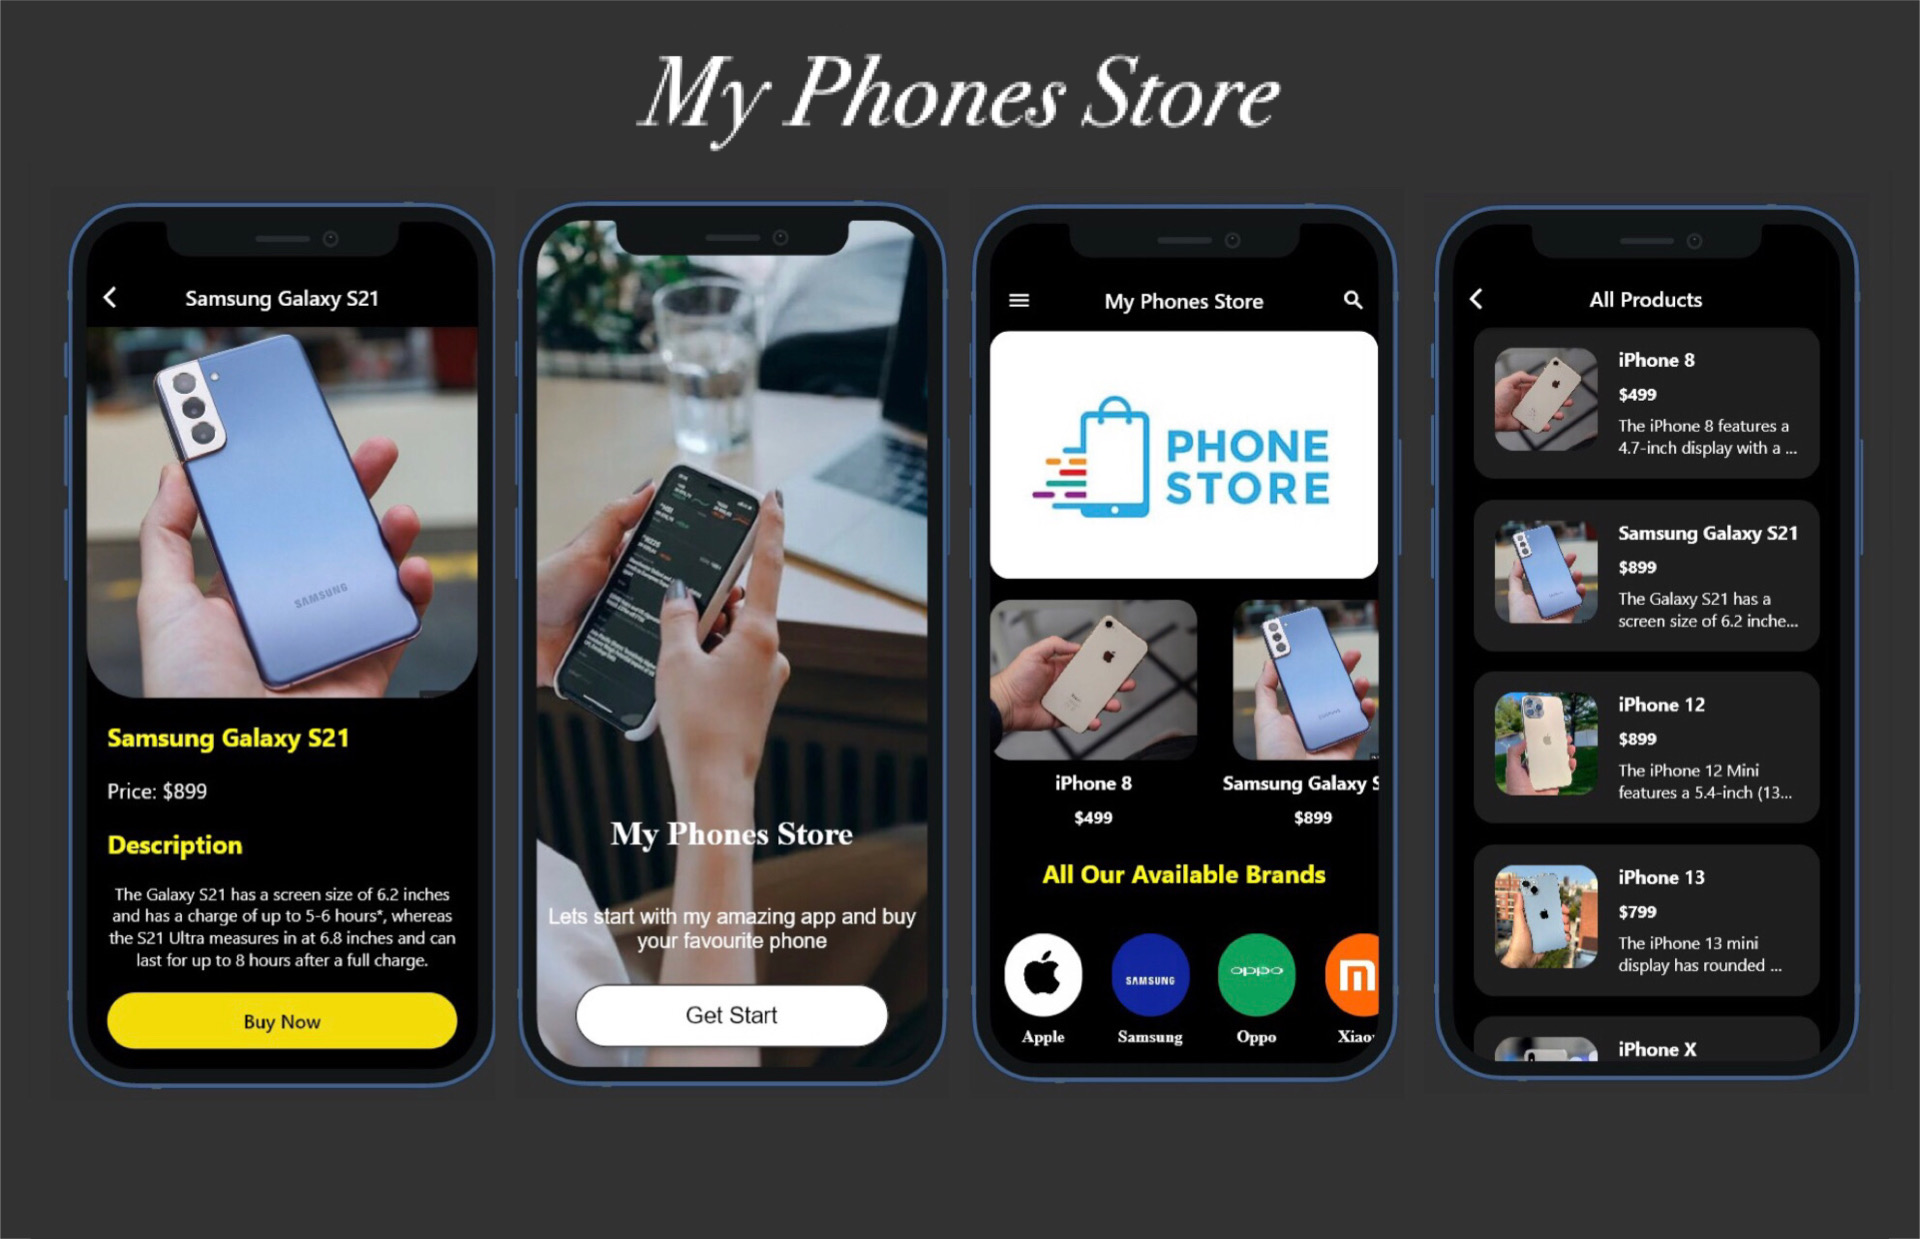 My Phones Store
Samsung Galaxy S21
SAMSUNG
Samsung Galaxy S21
Price: $899
Description
The Galaxy S21 has a screen size of 6.2 inches
and has a charge of up to 5-6 hours*, whereas
the S21 Ultra measures in at 6.8 inches and can
last for up to 8 hours after a full charge.
Buy Now
My Phones Store
Lets start with my amazing app and buy
your favourite phone
Get Start
My Phones Store
PHONE
STORE
iPhone 8
$499
Samsung Galaxy S
$899
All Our Available Brands
SAMSUNG
oppo
Apple
Samsung
Oppo
Xiao
All Products
iPhone 8
$499
The iPhone 8 features a
4.7-inch display with a ...
Samsung Galaxy S21
$899
The Galaxy S21 has a
screen size of 6.2 inche...
iPhone 12
$899
The iPhone 12 Mini
features a 5.4-inch (13...
iPhone 13
$799
The iPhone 13 mini
display has rounded ...
iPhone X